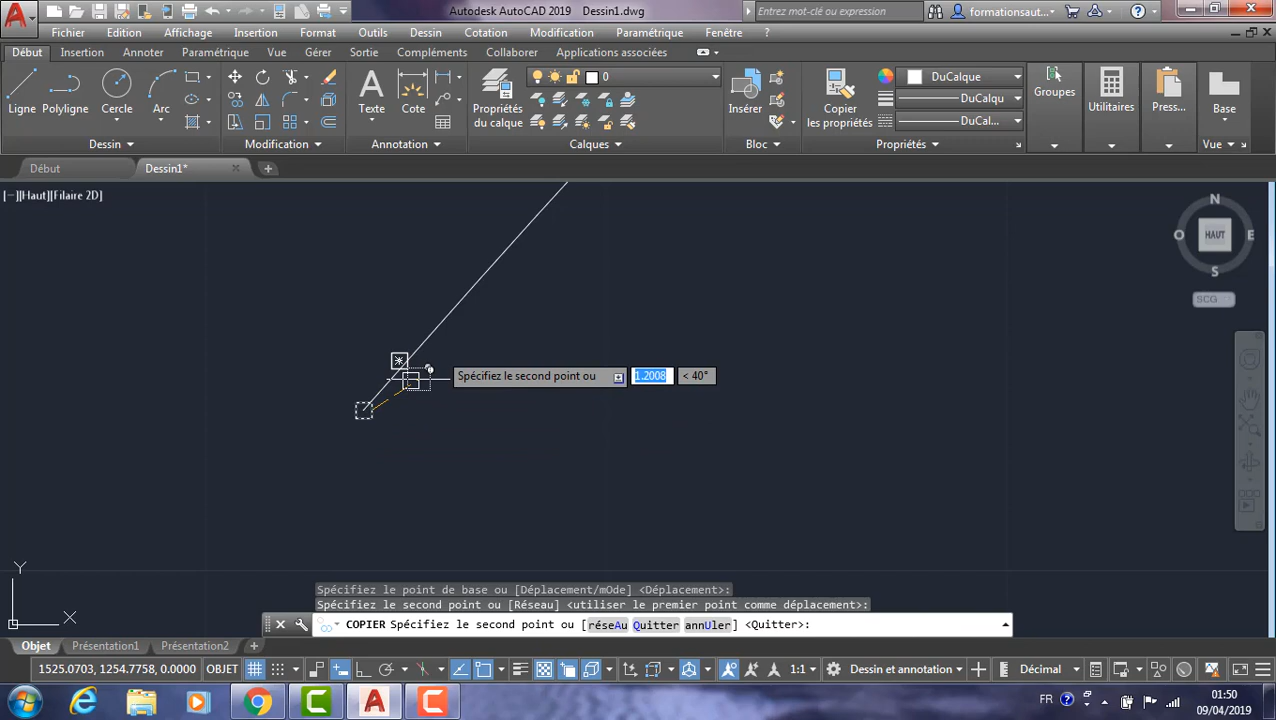 Autodesk AutoCAD 2019 Dessin1.dwg
Entrez mot-clé ou expression
formationsaut...
Fichier Edition Affichage Insertion Format Outils Dessin Cotation Modification Paramétrique Fenêtre ?
Début Insertion Annoter Paramétrique Vue Gérer Sortie Compléments Collaborer Applications associées
Ligne Polyligne Cercle Arc
Texte Cote
Propriétés
du calque
0
Insérer
Copier
les propriétés
DuCalque
DuCalqu
DuCal...
Groupes
Utilitaires
Press...
Base
Dessin Modification Annotation Calques Bloc Propriétés Vue
Début Dessin1*
[−][Haut][Filaire 2D]
N
O HAUT E
S
SCG
Spécifiez le second point ou 1.2008 < 40°
Y
X
Spécifiez le point de base ou [Déplacement/mOde] <Déplacement>:
Spécifiez le second point ou [Réseau] <utiliser le premier point comme déplacement>:
COPIER Spécifiez le second point ou [réseAu Quitter annUler] <Quitter>:
Objet Présentation1 Présentation2
1525.0703, 1254.7758, 0.0000 OBJET 1:1 Dessin et annotation Décimal
FR 01:50
09/04/2019